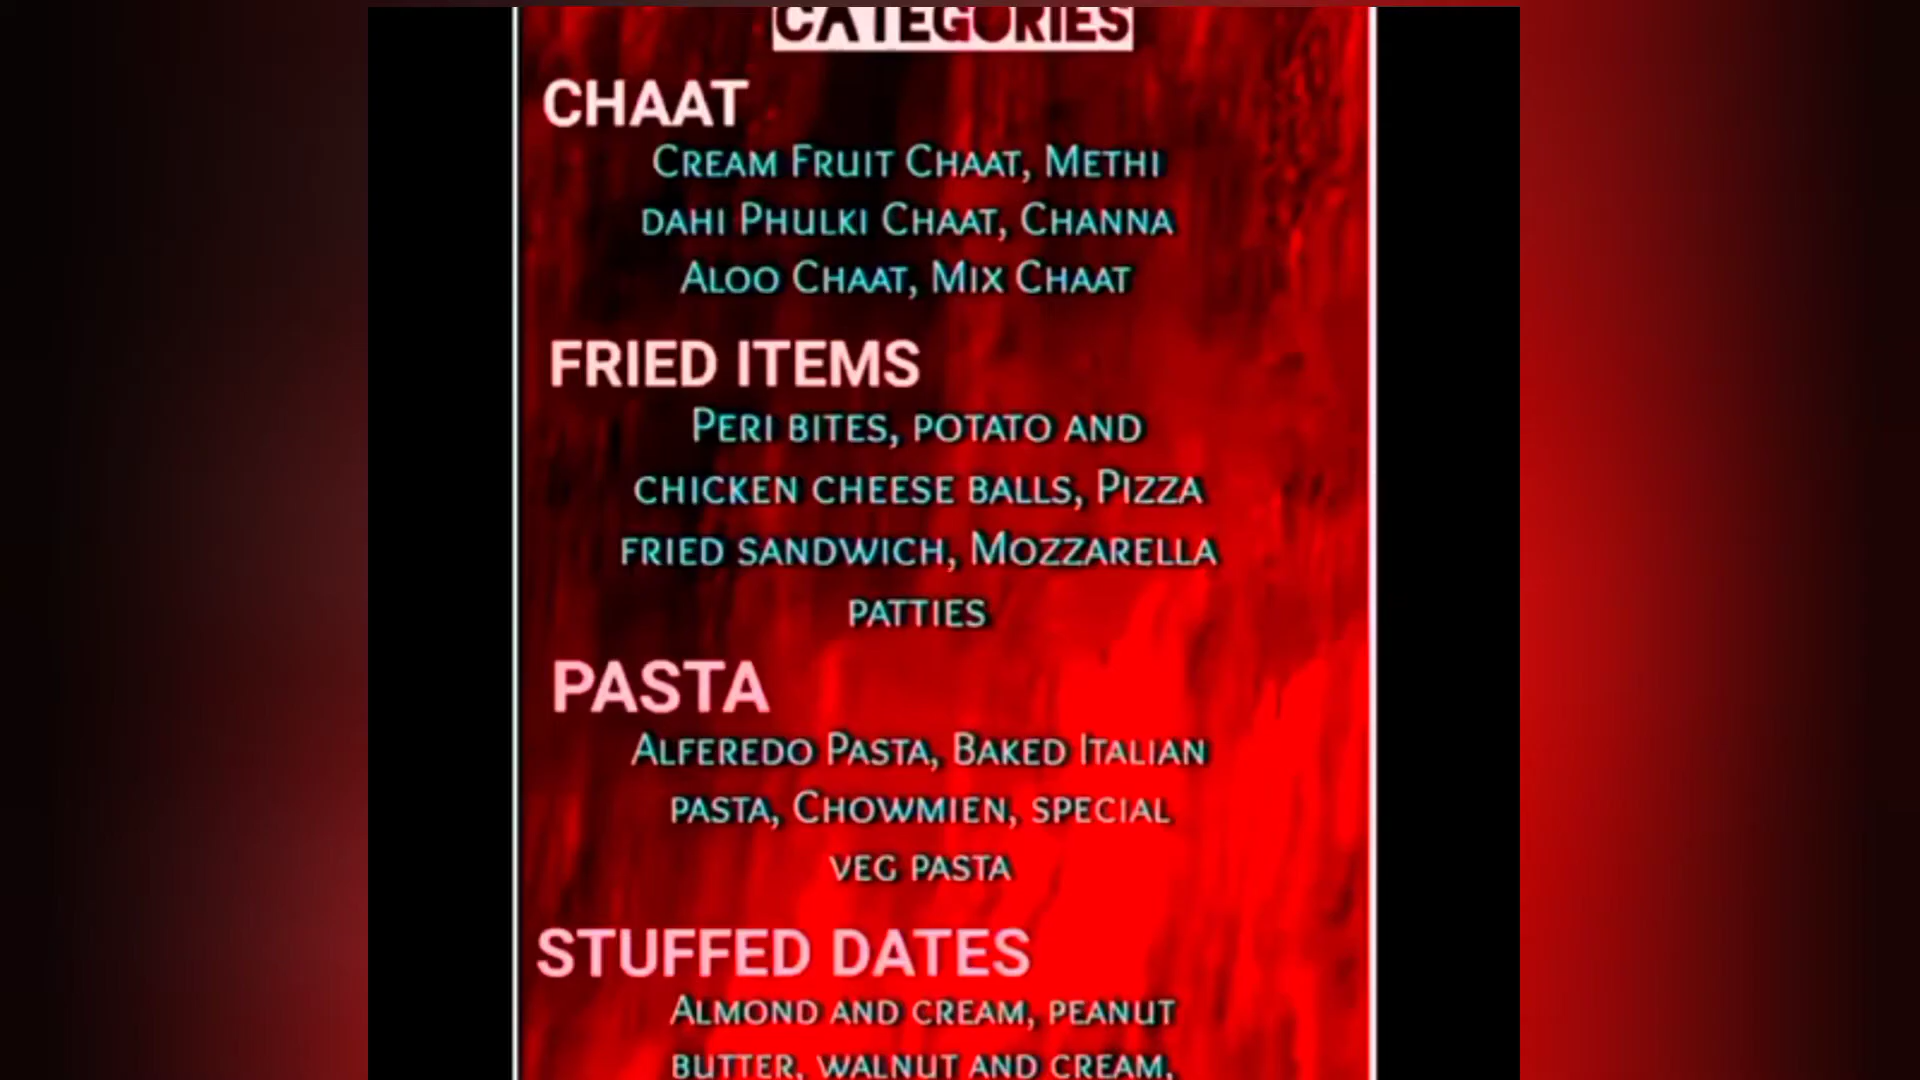 CATEGORIES
CHAAT
CREAM FRUIT CHAAT, METHI
DAHI PHULKI CHAAT, CHANNA
ALOO CHAAT, MIX CHAAT
FRIED ITEMS
PERI BITES, POTATO AND
CHICKEN CHEESE BALLS, PIZZA
FRIED SANDWICH, MOZZARELLA
PATTIES
PASTA
ALFEREDO PASTA, BAKED ITALIAN
PASTA, CHOWMIEN, SPECIAL
VEG PASTA
STUFFED DATES
ALMOND AND CREAM, PEANUT
BUTTER, WALNUT AND CREAM,